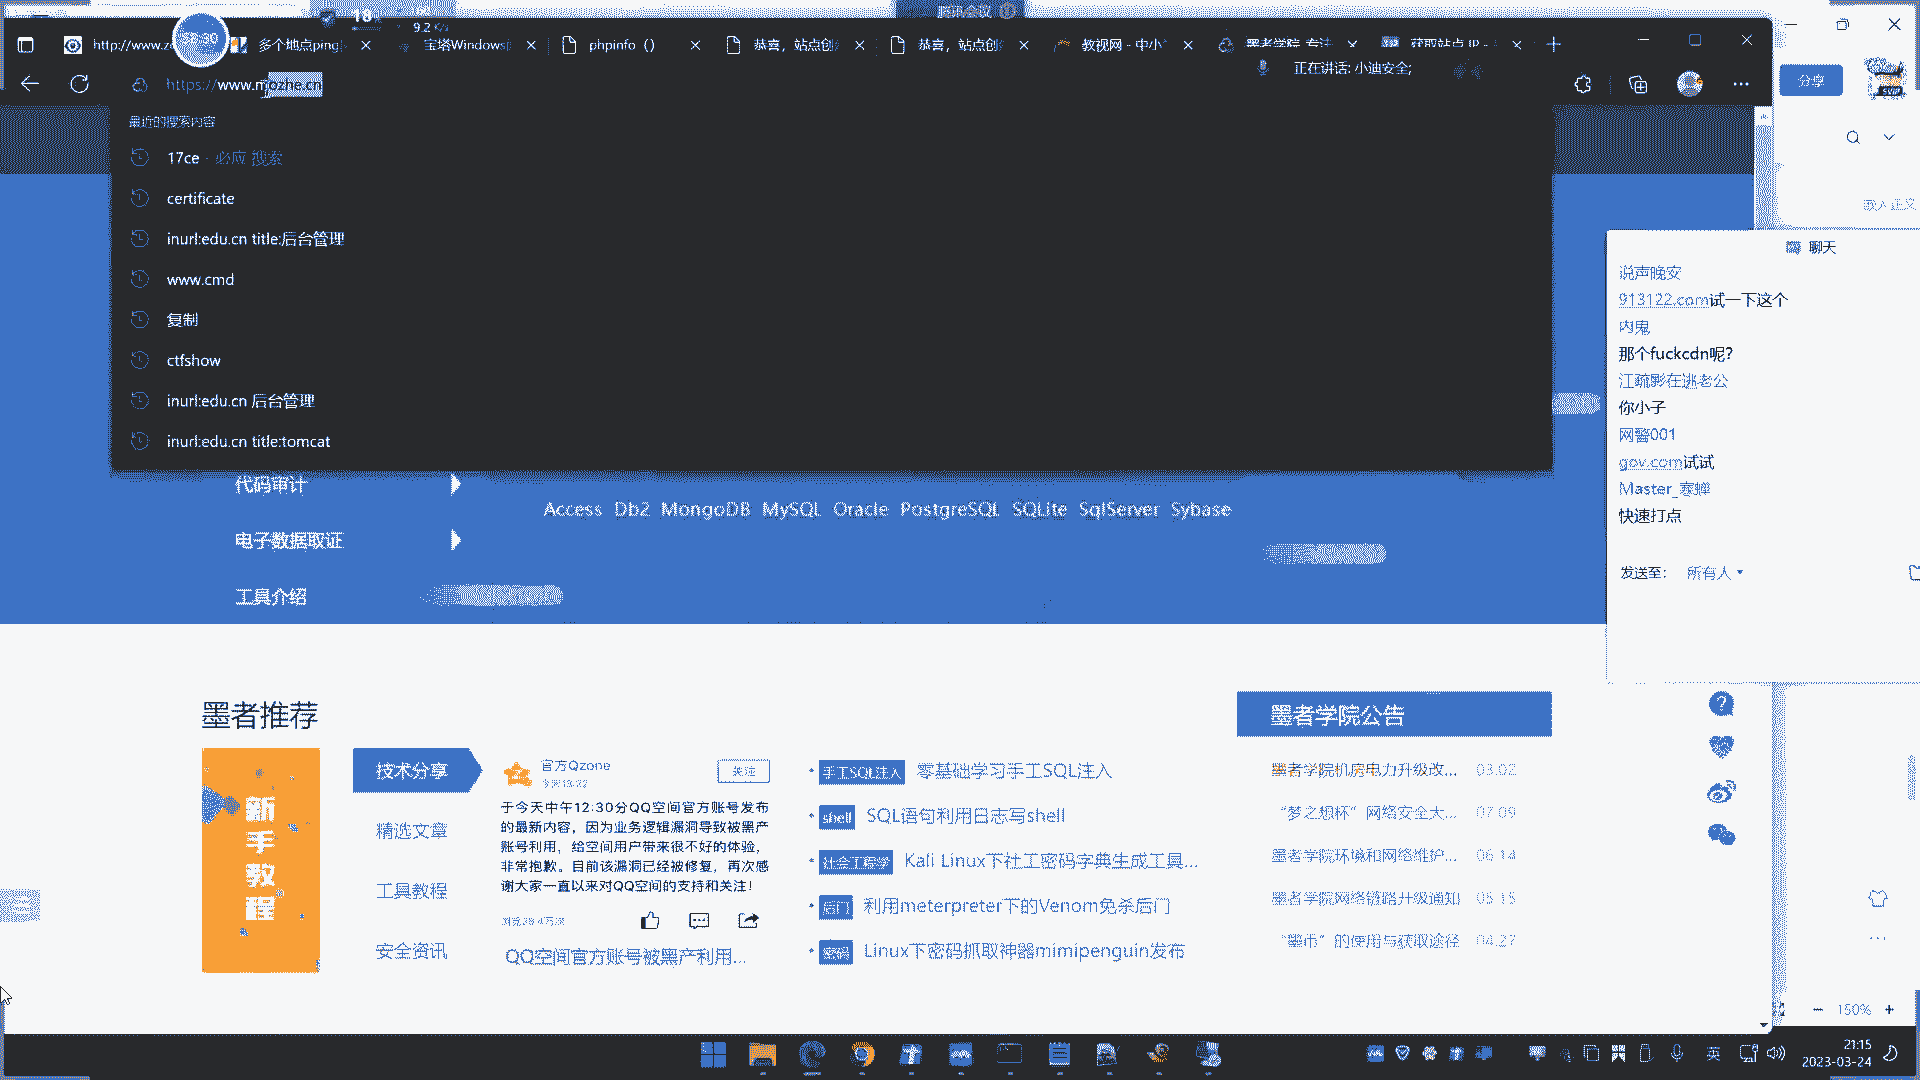 腾讯会议
18
9.2
多个地点ping
宝塔Windows
phpinfo ()
恭喜，站点创
恭喜，站点创
教视网 - 中小
墨者学院 专注
获取站点 IP -
正在讲话: 小迪安全;
https://www.mozhe.cn
分享
最近的搜索内容
17ce - 必应 搜索
certificate
inurl:edu.cn title:后台管理
www.cmd
复制
ctfshow
inurl:edu.cn 后台管理
inurl:edu.cn title:tomcat
聊天
说声晚安
913122.com试一下这个
内鬼
那个fuckcdn呢?
江疏影在逃老公
你小子
网警001
gov.com试试
Master_寒蝉
快速打点
发送至: 所有人
代码审计
Access Db2 MongoDB MySQL Oracle PostgreSQL SQLite SqlServer Sybase
电子数据取证
工具介绍
墨者推荐
新手教程
技术分享
精选文章
工具教程
安全资讯
官方Qzone
关注
于今天中午12:30分QQ空间官方账号发布
的最新内容，因为业务逻辑漏洞导致被黑产
账号利用，给空间用户带来很不好的体验，
非常抱歉。目前该漏洞已经被修复，再次感
谢大家一直以来对QQ空间的支持和关注！
QQ空间官方账号被黑产利用...
手工SQL注入 零基础学习手工SQL注入
shell SQL语句利用日志写shell
社会工程学 Kali Linux下社工密码字典生成工具...
后门 利用meterpreter下的Venom免杀后门
密码 Linux下密码抓取神器mimipenguin发布
墨者学院公告
墨者学院机房电力升级改... 03.02
“梦之想杯”网络安全大... 07.09
墨者学院环境和网络维护... 06.14
墨者学院网络链路升级通知 05.15
“墨币”的使用与获取途径 04.27
150%
英
21:15
2023-03-24